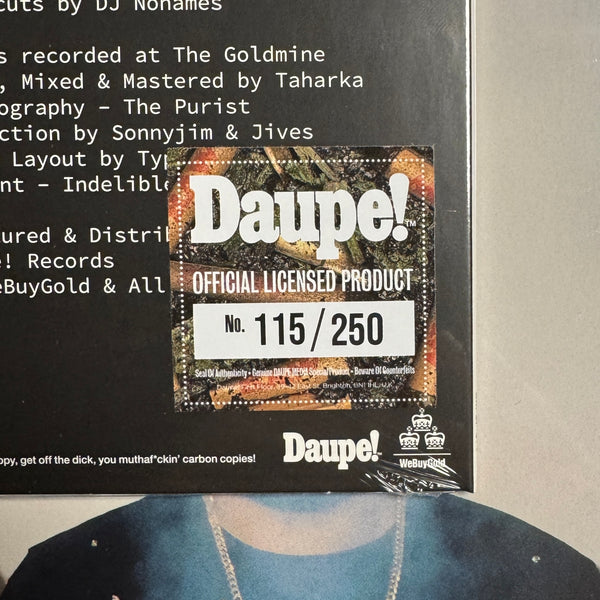 cuts by DJ Nonames
s recorded at The Goldmine
, Mixed & Mastered by Taharka
ography - The Purist
ction by Sonnyjim & Jives
Layout by Typ
nt - Indelible
Daupe!™
OFFICIAL LICENSED PRODUCT
No. 115/250
Seal Of Authenticity • Genuine DAUPE MEDIA Special Product • Beware Of Counterfeits
tured & Distrib
e! Records
eBuyGold & All
ppy, get off the dick, you muthaf*ckin' carbon copies!
Daupe!
WeBuyGold